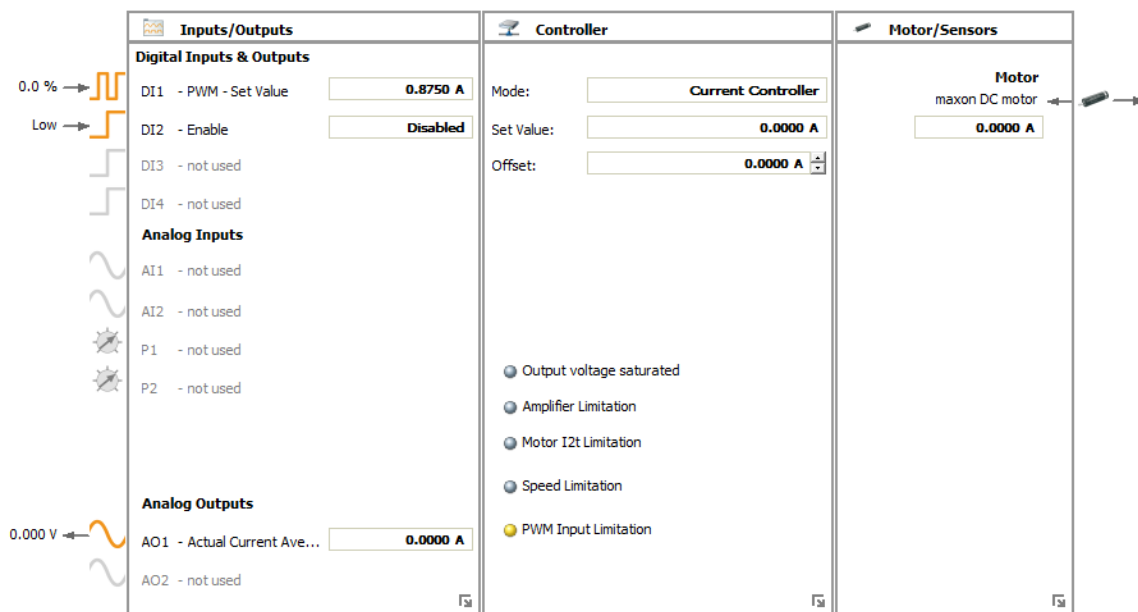 Inputs/Outputs
Digital Inputs & Outputs
0.0 %
DI1 - PWM - Set Value 0.8750 A
Low
DI2 - Enable Disabled
DI3 - not used
DI4 - not used
Analog Inputs
AI1 - not used
AI2 - not used
P1 - not used
P2 - not used
Analog Outputs
0.000 V
AO1 - Actual Current Ave... 0.0000 A
AO2 - not used
Controller
Mode: Current Controller
Set Value: 0.0000 A
Offset: 0.0000 A
Output voltage saturated
Amplifier Limitation
Motor I2t Limitation
Speed Limitation
PWM Input Limitation
Motor/Sensors
Motor
maxon DC motor
0.0000 A